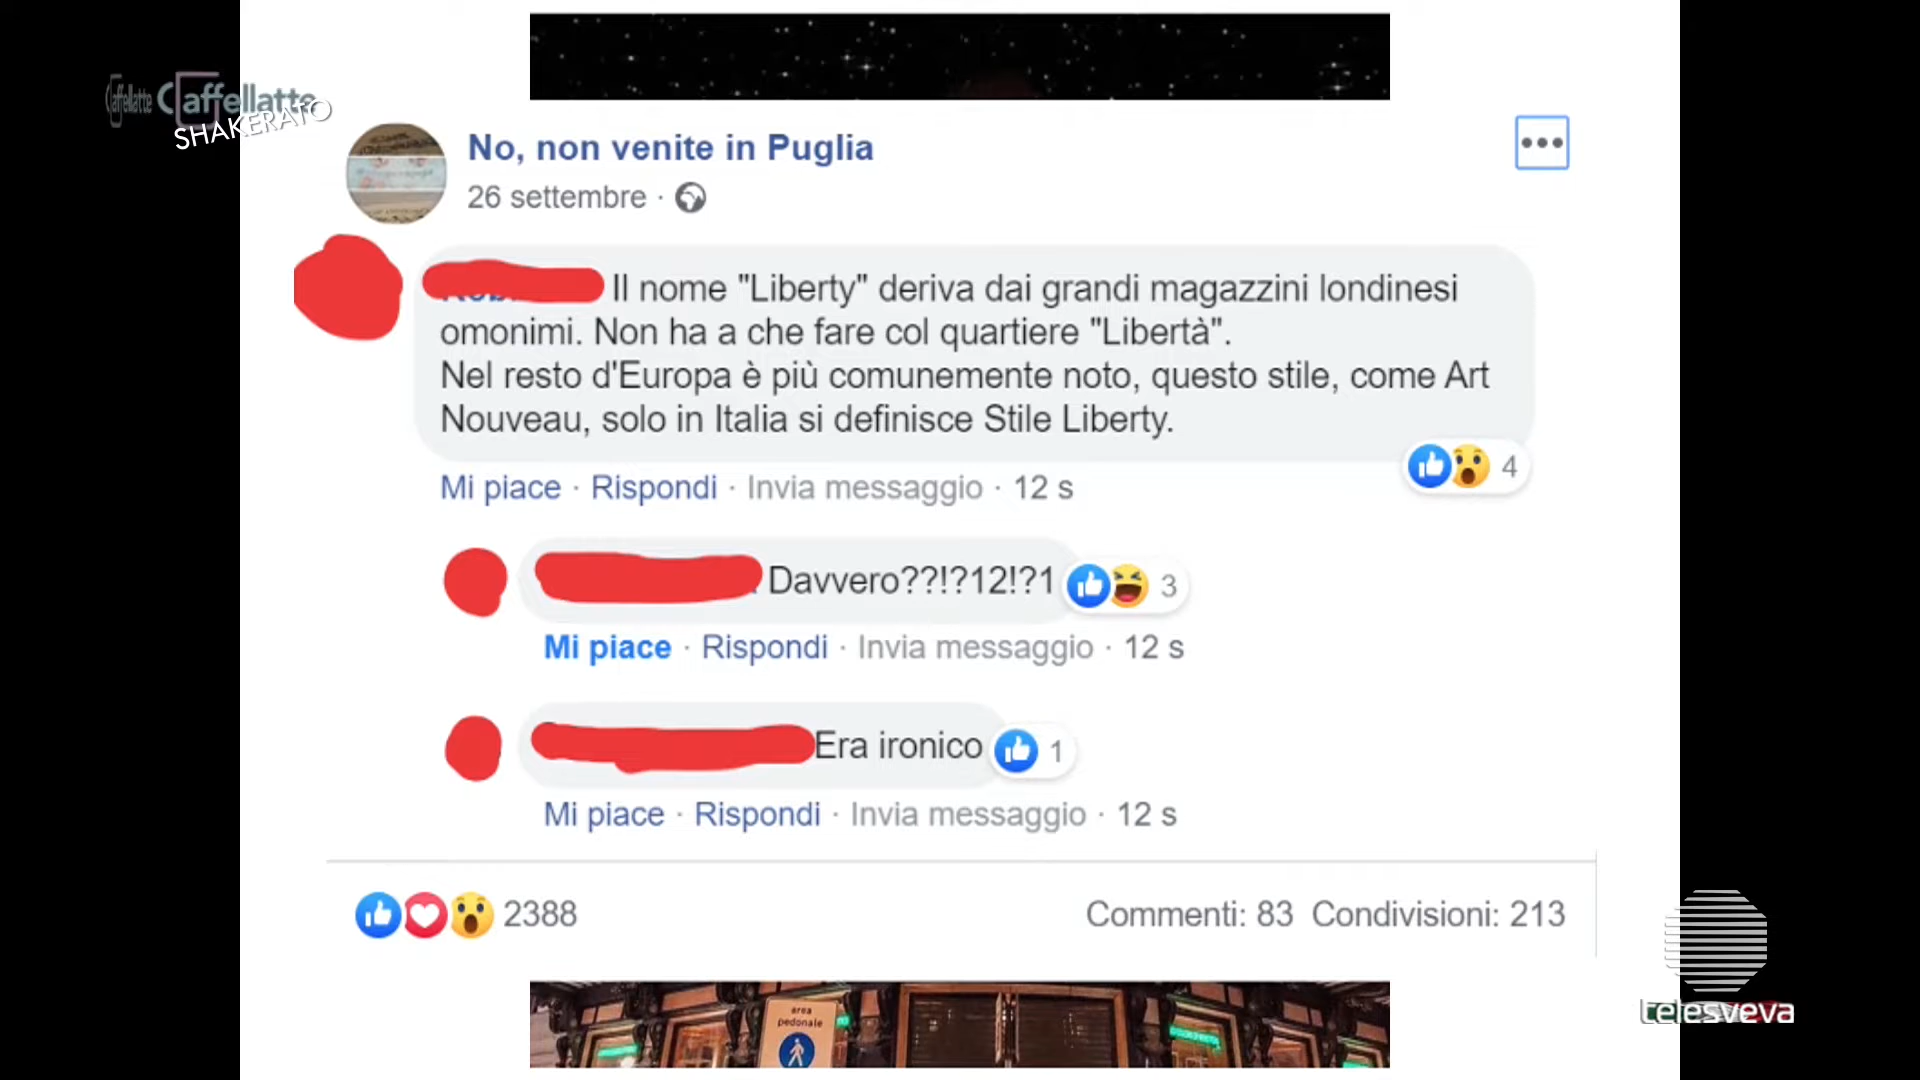 Caffellatte Caffellatte
SHAKERATO
No, non venite in Puglia
26 settembre ·
Il nome "Liberty" deriva dai grandi magazzini londinesi
omonimi. Non ha a che fare col quartiere "Libertà".
Nel resto d'Europa è più comunemente noto, questo stile, come Art
Nouveau, solo in Italia si definisce Stile Liberty.
4
Mi piace · Rispondi · Invia messaggio · 12 s
Davvero??!?12!?1 3
Mi piace · Rispondi · Invia messaggio · 12 s
Era ironico 1
Mi piace · Rispondi · Invia messaggio · 12 s
2388 Commenti: 83 Condivisioni: 213
area
pedonale
telesveva